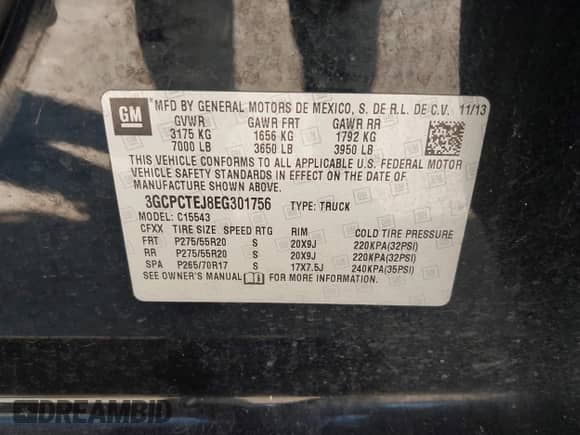 GM
MFD BY GENERAL MOTORS DE MEXICO, S. DE R.L. DE C.V. 11/13
GVWR GAWR FRT GAWR RR
3175 KG 1656 KG 1792 KG
7000 LB 3650 LB 3950 LB
THIS VEHICLE CONFORMS TO ALL APPLICABLE U.S. FEDERAL MOTOR
VEHICLE SAFETY STANDARDS IN EFFECT ON THE DATE OF MANUFACTURE
SHOWN ABOVE.
3GCPCTEJ8EG301756 TYPE: TRUCK
MODEL: C15543
CFXX TIRE SIZE SPEED RTG RIM COLD TIRE PRESSURE
FRT P275/55R20 S 20X9J 220KPA(32PSI)
RR P275/55R20 S 20X9J 220KPA(32PSI)
SPA P265/70R17 S 17X7.5J 240KPA(35PSI)
SEE OWNER'S MANUAL FOR MORE INFORMATION
DREAMBID